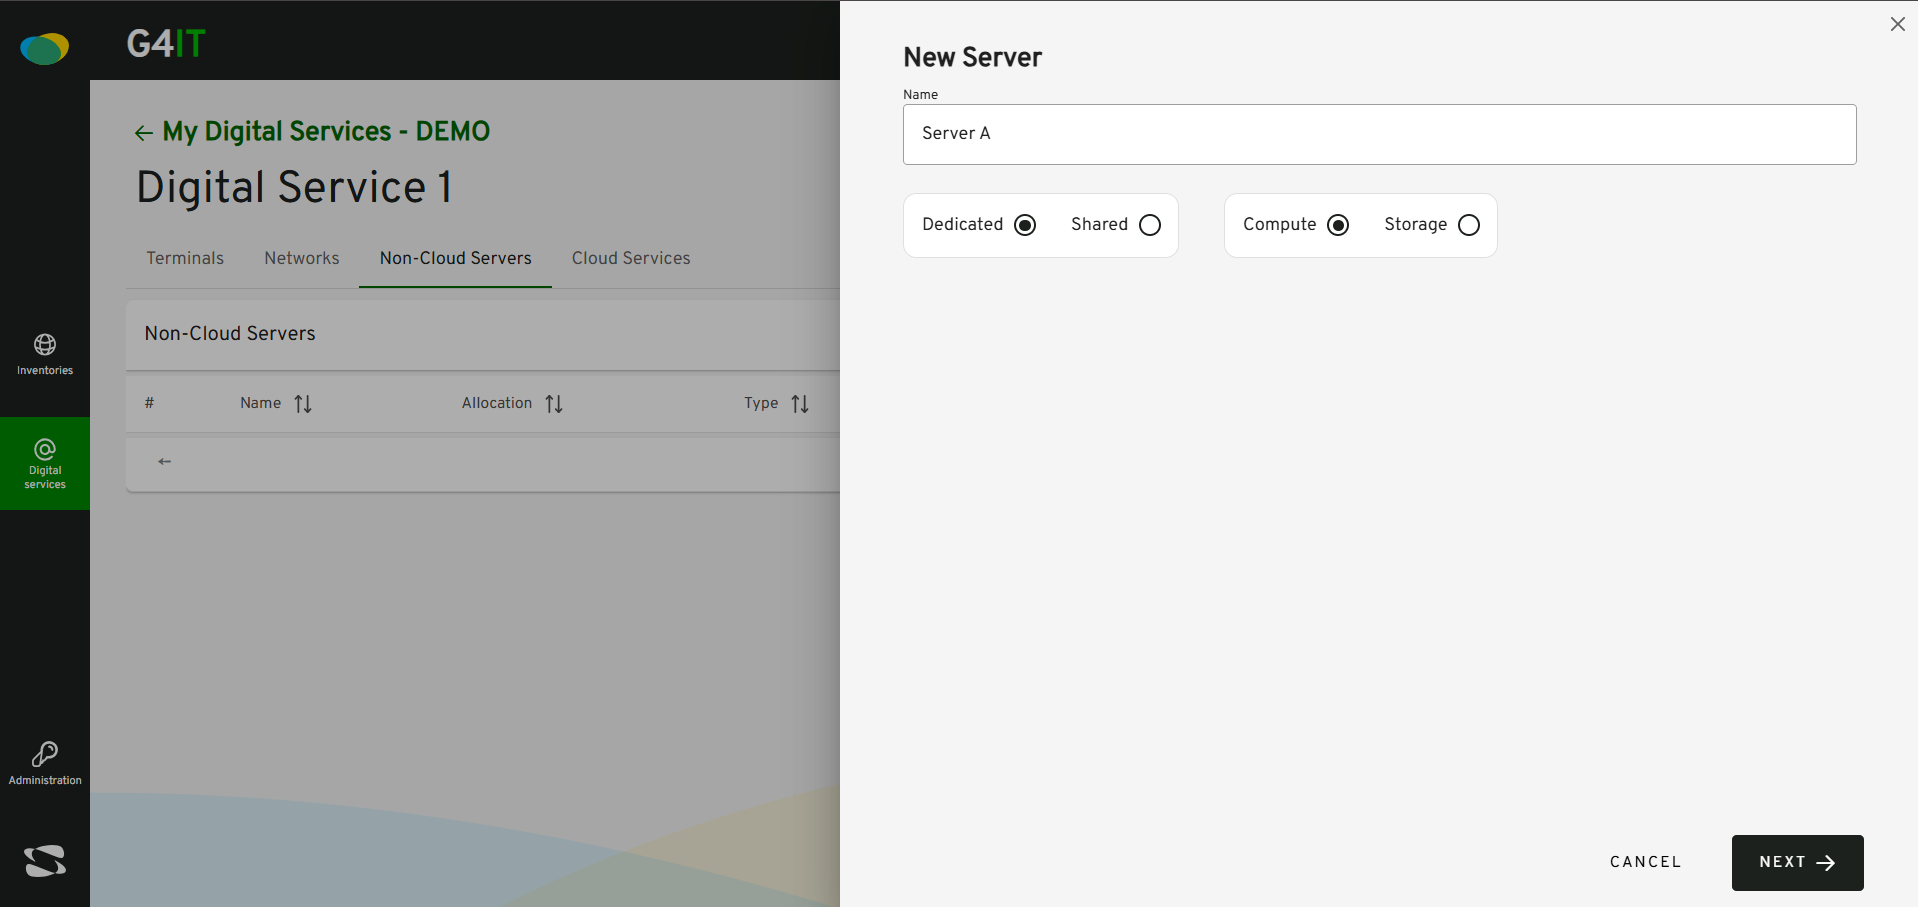 G4IT
← My Digital Services - DEMO
Digital Service 1
Terminals Networks Non-Cloud Servers Cloud Services
Non-Cloud Servers
# Name Allocation Type
Inventories
Digital
services
Administration
New Server
Name
Server A
Dedicated Shared Compute Storage
CANCEL NEXT →